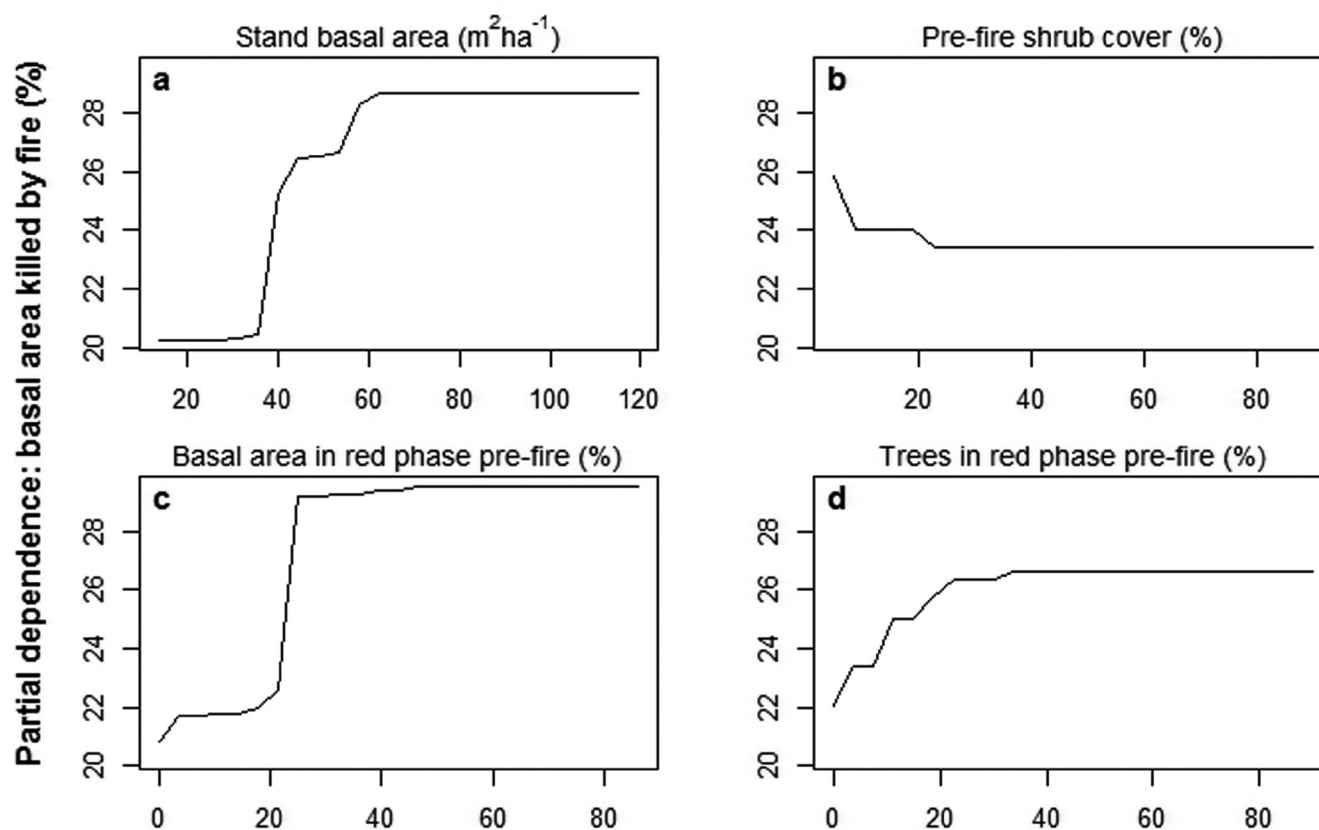 Partial dependence: basal area killed by fire (%)
Stand basal area (m²ha⁻¹)
a
28
26
24
22
20
20 40 60 80 100 120
Pre-fire shrub cover (%)
b
28
26
24
22
20
20 40 60 80
Basal area in red phase pre-fire (%)
c
28
26
24
22
20
0 20 40 60 80
Trees in red phase pre-fire (%)
d
28
26
24
22
20
0 20 40 60 80